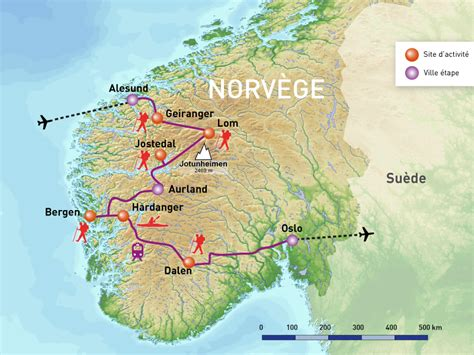 Site d'activité
Ville étape
NORVÈGE
Alesund
Geiranger
Lom
Jostedal
Jotunheimen
2469 m
Suède
Aurland
Bergen
Hardanger
Oslo
Dalen
0 100 200 300 400 500 km